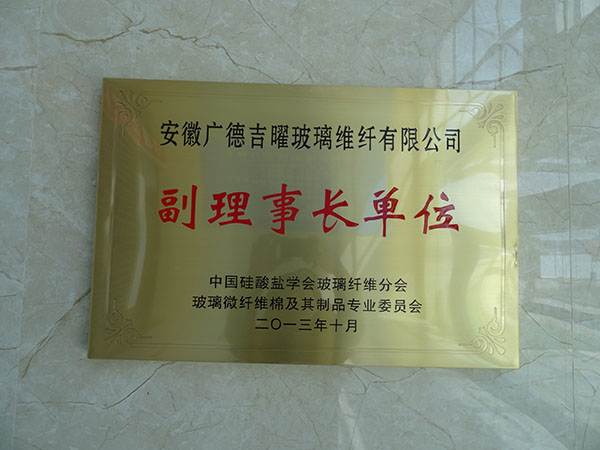 安徽广德吉曜玻璃维纤有限公司
副理事长单位
中国硅酸盐学会玻璃纤维分会
玻璃微纤维棉及其制品专业委员会
二〇一三年十月